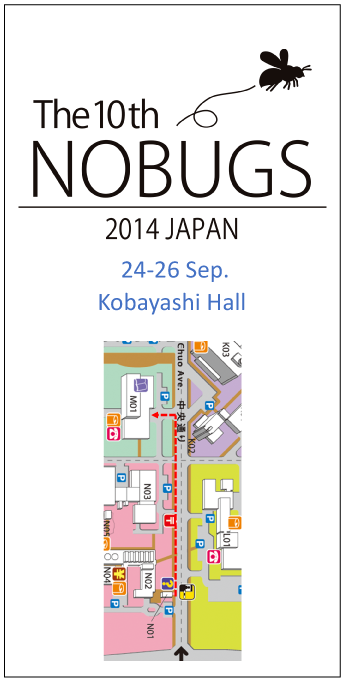 The 10th
NOBUGS
2014 JAPAN
24-26 Sep.
Kobayashi Hall
Chuo Ave. 中央通り
K03
M01
P
K02
P
P
N03
P
P
L01
N05
N04
N02
P
P
N01